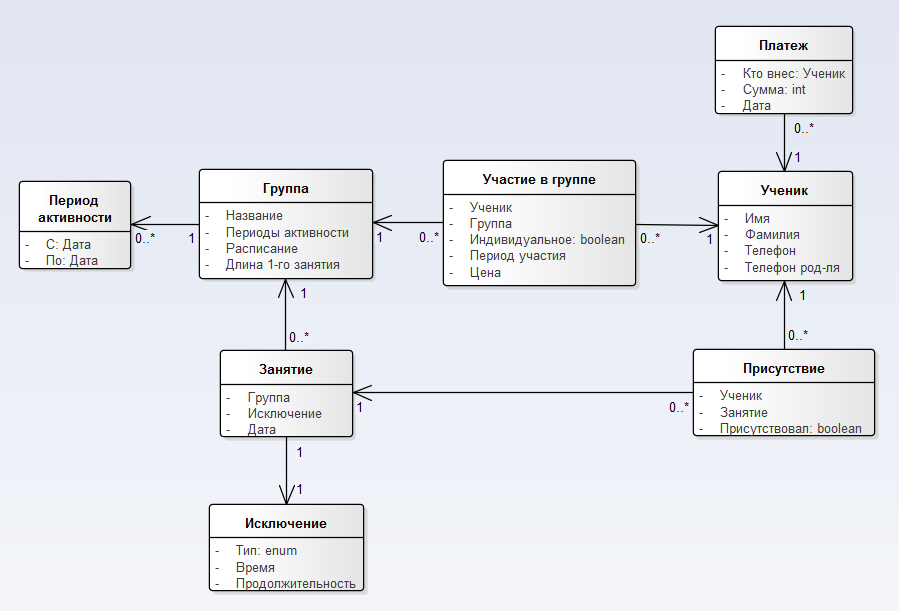 Платеж
- Кто внес: Ученик
- Сумма: int
- Дата
0..*
1
Период
активности
- С: Дата
- По: Дата
0..*
1
Группа
- Название
- Периоды активности
- Расписание
- Длина 1-го занятия
1
0..*
Участие в группе
- Ученик
- Группа
- Индивидуальное: boolean
- Период участия
- Цена
0..*
1
Ученик
- Имя
- Фамилия
- Телефон
- Телефон род-ля
1
0..*
1
0..*
Занятие
- Группа
- Исключение
- Дата
1
0..*
Присутствие
- Ученик
- Занятие
- Присутствовал: boolean
1
1
Исключение
- Тип: enum
- Время
- Продолжительность